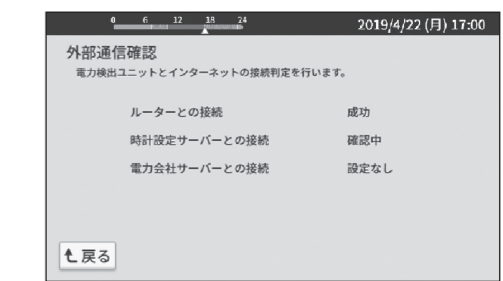 0 6 12 18 24
2019/4/22 (月) 17:00
外部通信確認
電力検出ユニットとインターネットの接続判定を行います。
ルーターとの接続 成功
時計設定サーバーとの接続 確認中
電力会社サーバーとの接続 設定なし
戻る